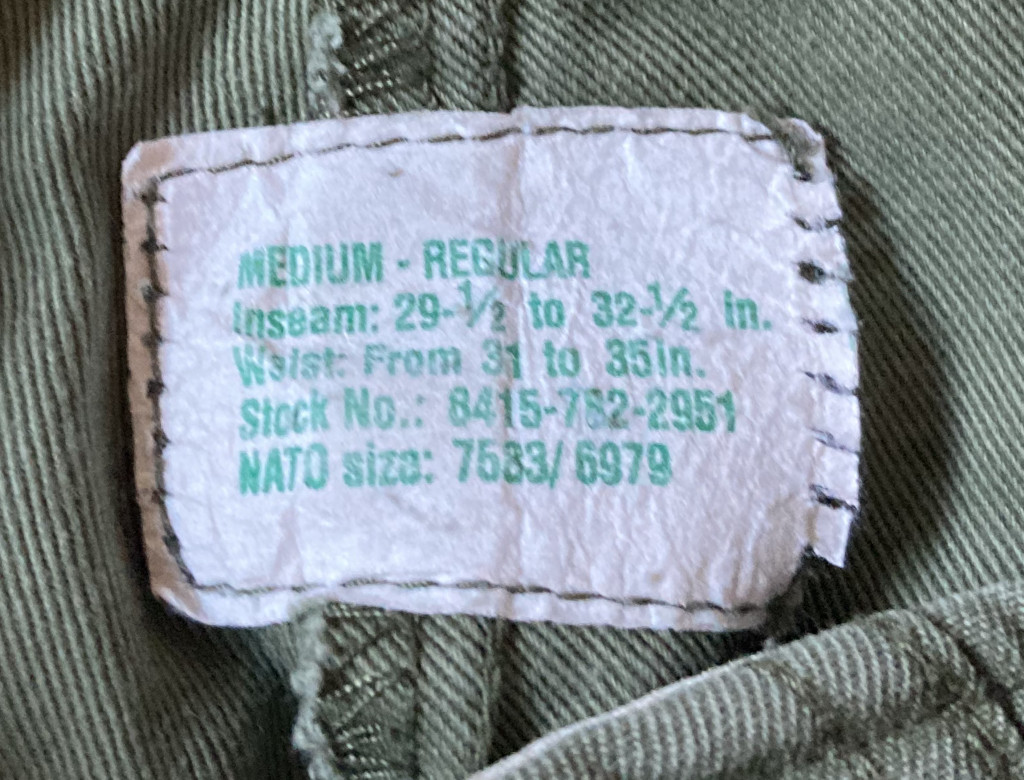 MEDIUM - REGULAR
Inseam: 29-½ to 32-½ in.
Waist: From 31 to 35in.
Stock No.: 8415-782-2951
NATO size: 7583/ 6979